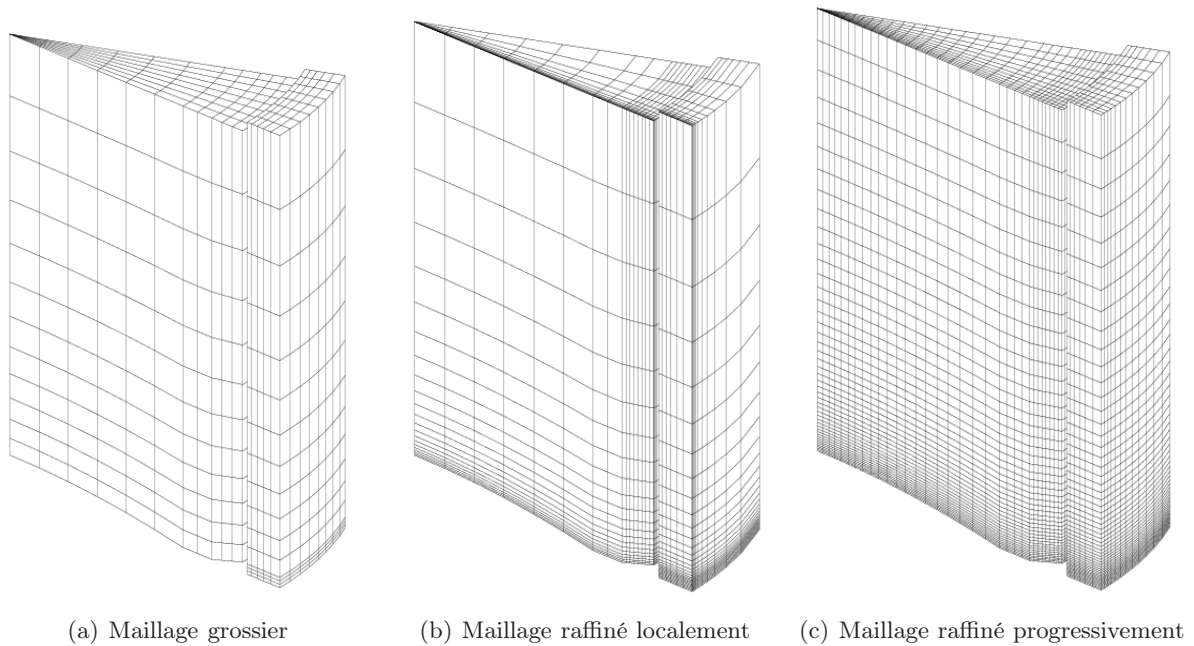 (a) Maillage grossier
(b) Maillage raffiné localement
(c) Maillage raffiné progressivement